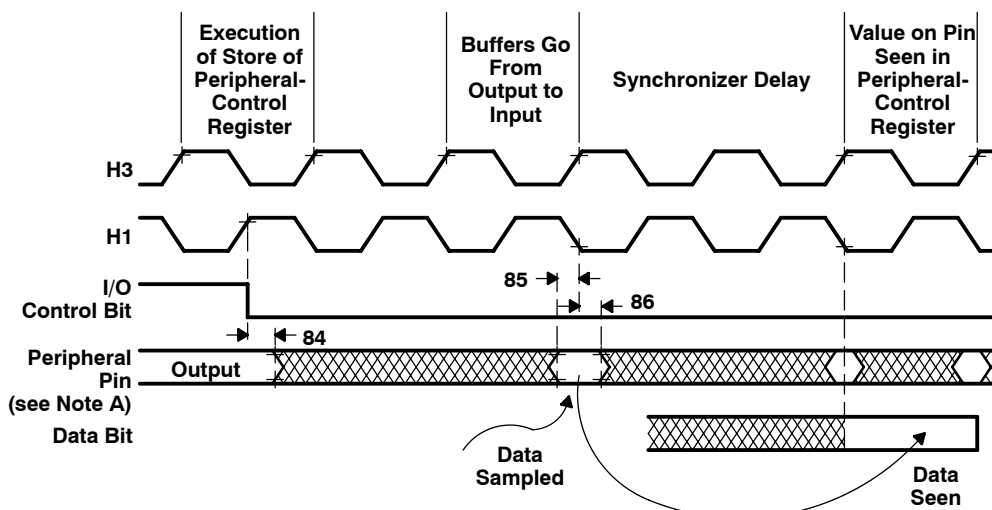 Execution
of Store of
Peripheral-
Control
Register
Buffers Go
From
Output to
Input
Synchronizer Delay
Value on Pin
Seen in
Peripheral-
Control
Register
H3
H1
I/O
Control Bit
85
86
84
Peripheral
Pin
(see Note A)
Output
Data Bit
Data
Sampled
Data
Seen